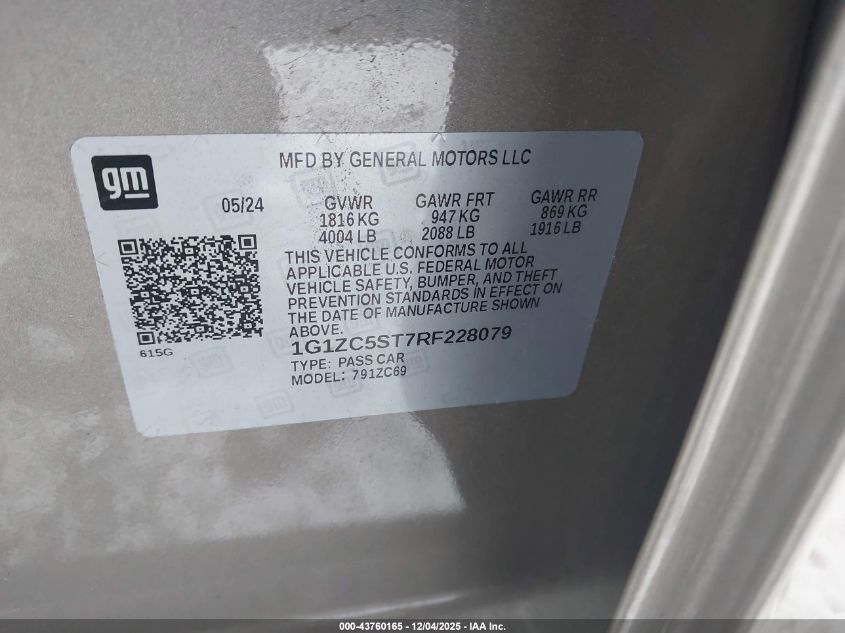 gm
MFD BY GENERAL MOTORS LLC
05/24
GVWR GAWR FRT GAWR RR
1816 KG 947 KG 869 KG
4004 LB 2088 LB 1916 LB
THIS VEHICLE CONFORMS TO ALL
APPLICABLE U.S. FEDERAL MOTOR
VEHICLE SAFETY, BUMPER, AND THEFT
PREVENTION STANDARDS IN EFFECT ON
THE DATE OF MANUFACTURE SHOWN
ABOVE.
615G
1G1ZC5ST7RF228079
TYPE: PASS CAR
MODEL: 791ZC69
000-43760165 - 12/04/2025 - IAA Inc.